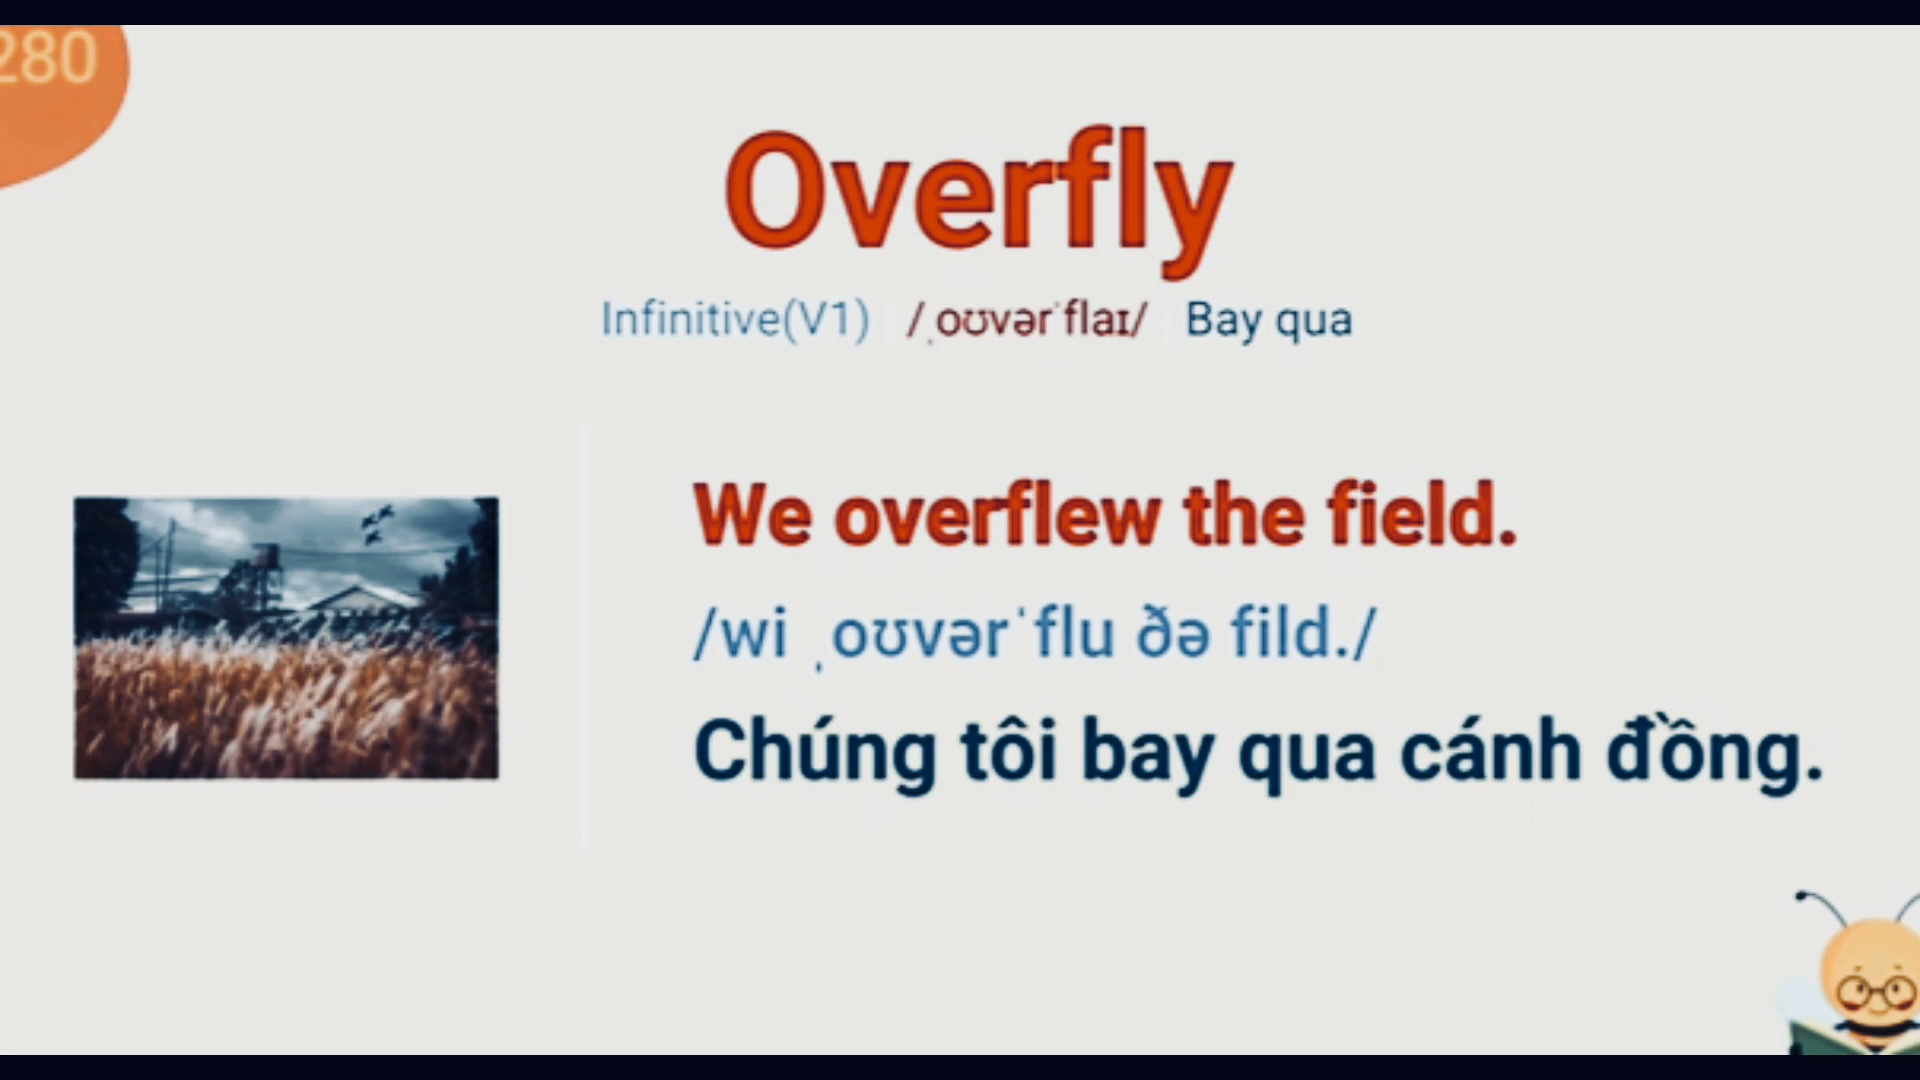 280
Overfly
Infinitive(V1) /ˌoʊvərˈflaɪ/ Bay qua
We overflew the field.
/wi ˌoʊvərˈflu ðə fild./
Chúng tôi bay qua cánh đồng.